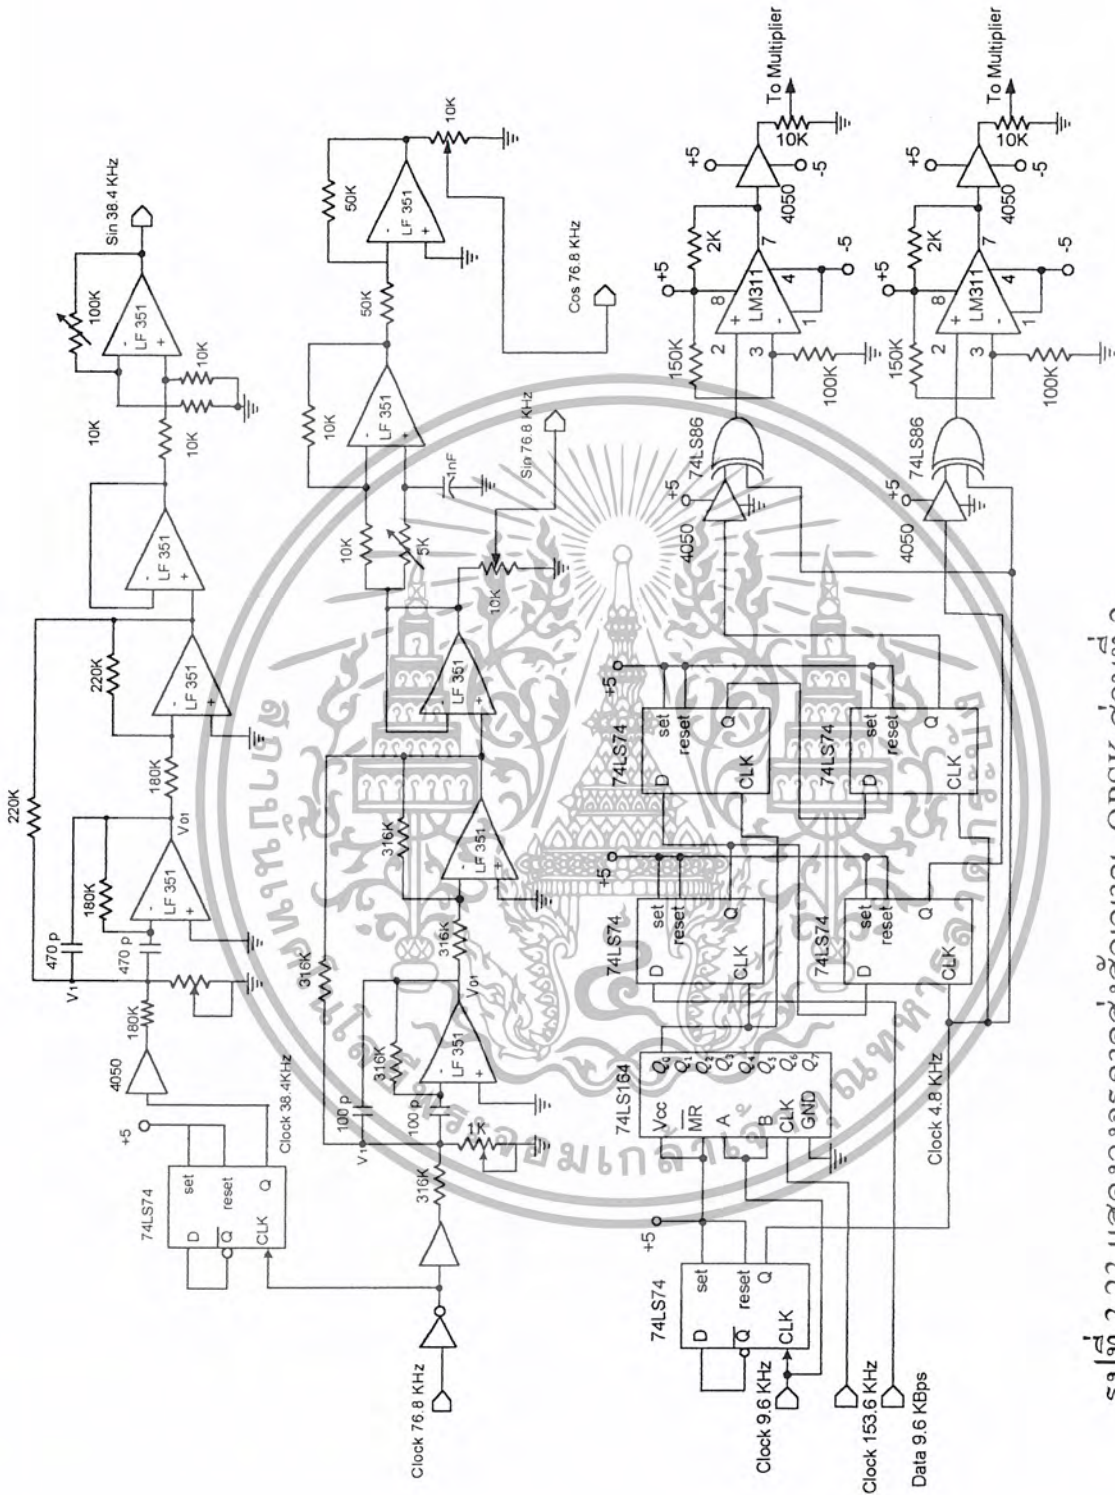 220K
470 p
V1
470 p
180K
LF 351
Vo1
180K
220K
LF 351
LF 351
10K
10K
10K
100K
LF 351
Sin 38.4 KHz
180K
4050
+5
74LS74
set
D
reset
Q
Q
CLK
Clock 38.4KHz
Clock 76.8 KHz
316K
1K
V1
100 p
100 p
316K
LF 351
Vo1
316K
316K
316K
LF 351
LF 351
10K
10K
5K
1nF
10K
LF 351
50K
50K
LF 351
10K
Sin 76.8 KHz
Cos 76.8 KHz
74LS74
+5
D
set
Q
reset
CLK
Q
Clock 9.6 KHz
Clock 153.6 KHz
Data 9.6 KBps
Clock 4.8 KHz
74LS164
Vcc
MR
A
B
CLK
GND
Q0
Q1
Q2
Q3
Q4
Q5
Q6
Q7
74LS74
D
set
reset
Q
CLK
+5
74LS74
D
set
reset
Q
CLK
74LS74
D
set
reset
Q
CLK
+5
74LS74
D
set
reset
Q
CLK
4050
+5
74LS86
2
3
150K
100K
+5
8
LM311
+
-
1
4
7
-5
2K
4050
+5
-5
10K
To Multiplier
4050
+5
74LS86
2
3
150K
100K
+5
8
LM311
+
-
1
4
7
-5
2K
4050
+5
-5
10K
To Multiplier